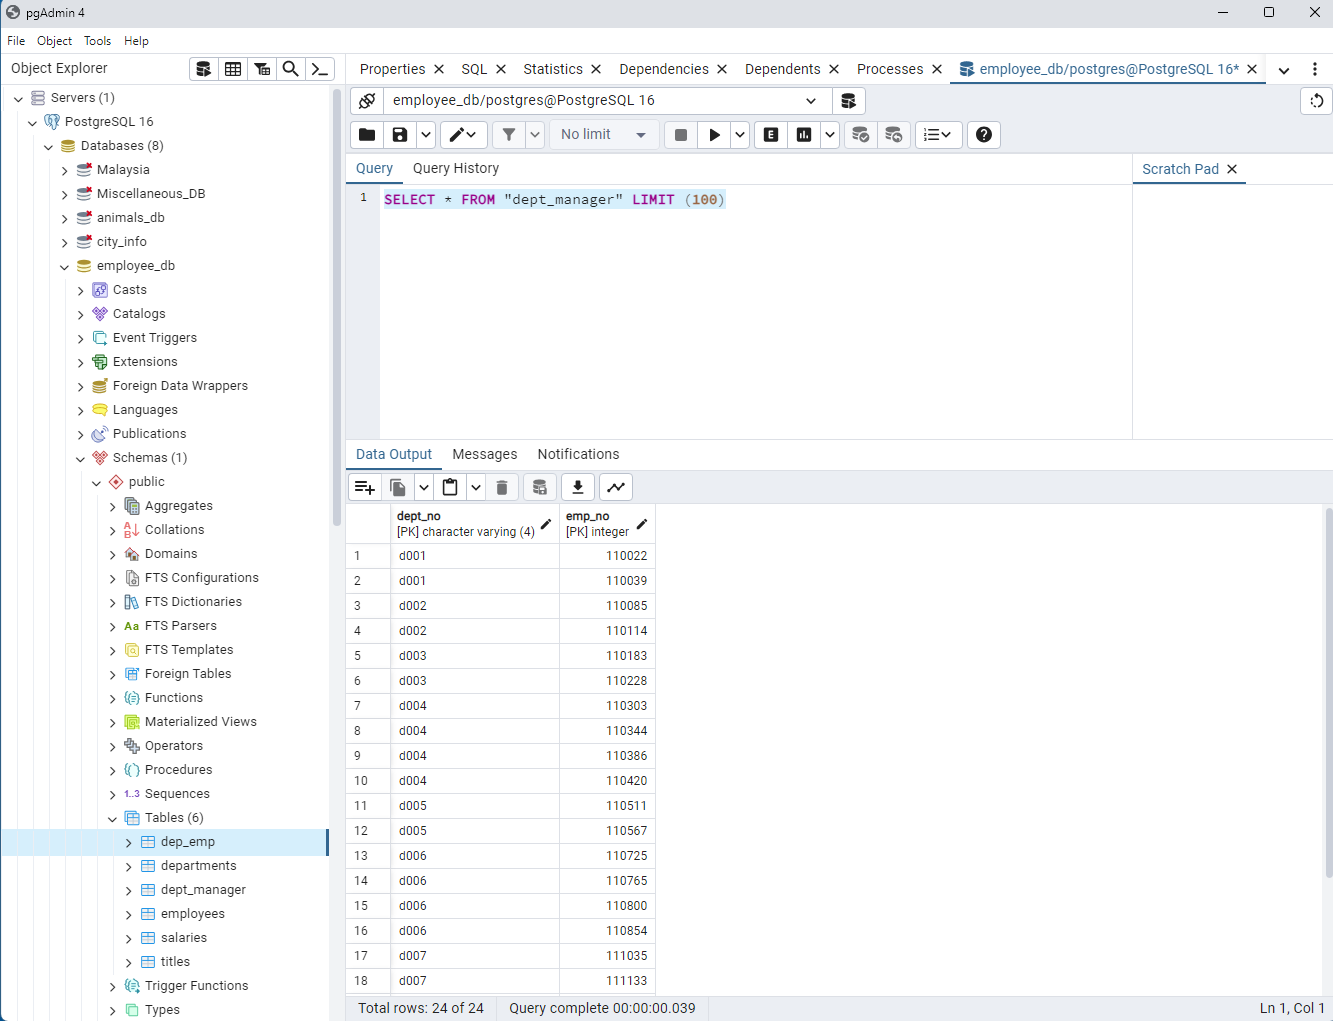 pgAdmin 4
File Object Tools Help
Object Explorer
Properties SQL Statistics Dependencies Dependents Processes employee_db/postgres@PostgreSQL 16*
Servers (1)
PostgreSQL 16
Databases (8)
Malaysia
Miscellaneous_DB
animals_db
city_info
employee_db
Casts
Catalogs
Event Triggers
Extensions
Foreign Data Wrappers
Languages
Publications
Schemas (1)
public
Aggregates
Collations
Domains
FTS Configurations
FTS Dictionaries
Aa FTS Parsers
FTS Templates
Foreign Tables
Functions
Materialized Views
Operators
Procedures
1..3 Sequences
Tables (6)
dep_emp
departments
dept_manager
employees
salaries
titles
Trigger Functions
Types
employee_db/postgres@PostgreSQL 16
No limit
E
Query Query History
Scratch Pad
1 SELECT * FROM "dept_manager" LIMIT (100)
Data Output Messages Notifications
dept_no emp_no
[PK] character varying (4) [PK] integer
1 d001 110022
2 d001 110039
3 d002 110085
4 d002 110114
5 d003 110183
6 d003 110228
7 d004 110303
8 d004 110344
9 d004 110386
10 d004 110420
11 d005 110511
12 d005 110567
13 d006 110725
14 d006 110765
15 d006 110800
16 d006 110854
17 d007 111035
18 d007 111133
Total rows: 24 of 24 Query complete 00:00:00.039 Ln 1, Col 1